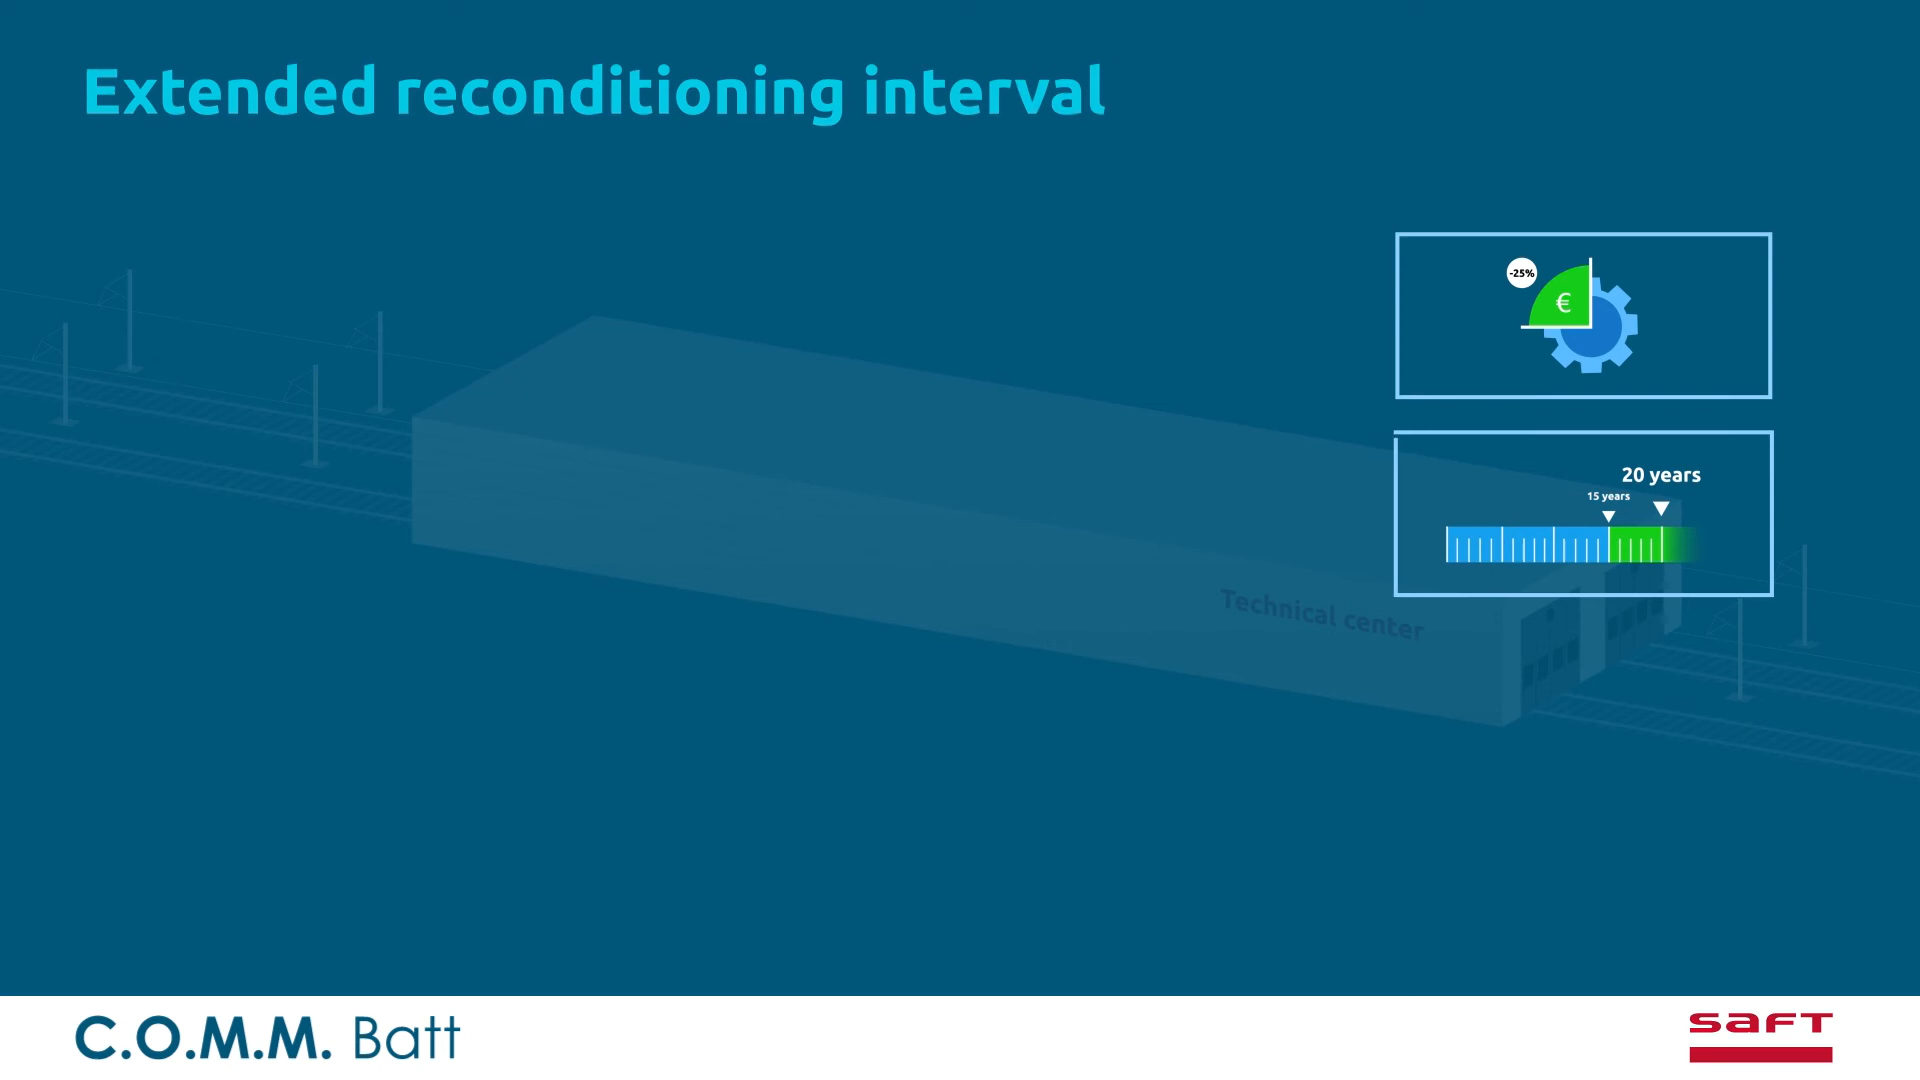 Extended reconditioning interval
-25%
€
20 years
15 years
Technical center
C.O.M.M. Batt
saft